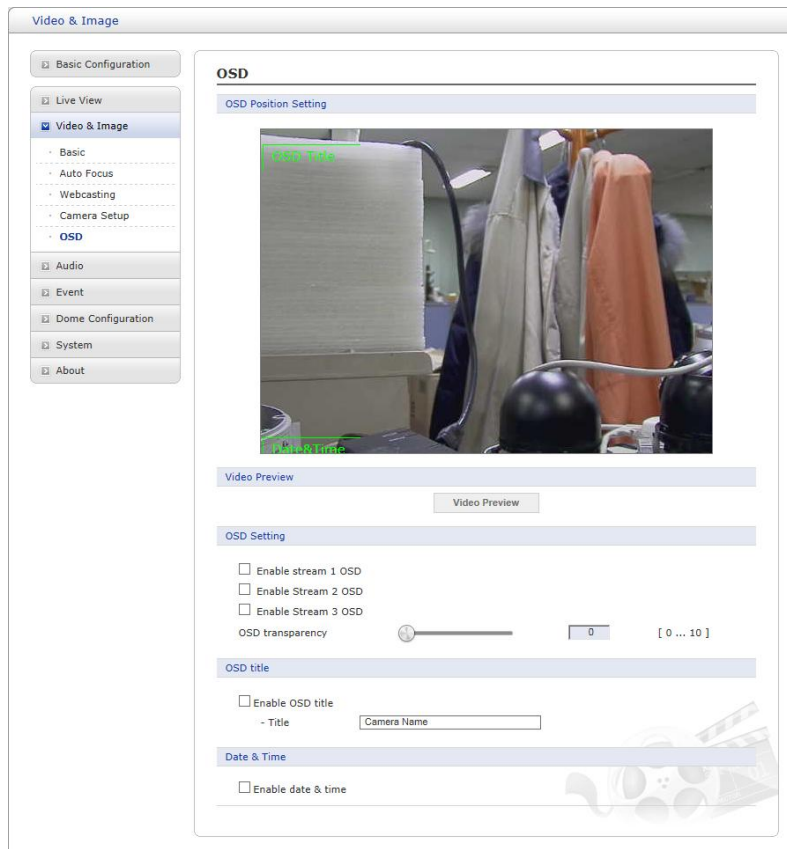 Video & Image
Basic Configuration
Live View
Video & Image
Basic
Auto Focus
Webcasting
Camera Setup
OSD
Audio
Event
Dome Configuration
System
About
OSD
OSD Position Setting
OSD Title
Date&Time
Video Preview
Video Preview
OSD Setting
Enable stream 1 OSD
Enable Stream 2 OSD
Enable Stream 3 OSD
OSD transparency 0 [ 0 ... 10 ]
OSD title
Enable OSD title
- Title Camera Name
Date & Time
Enable date & time